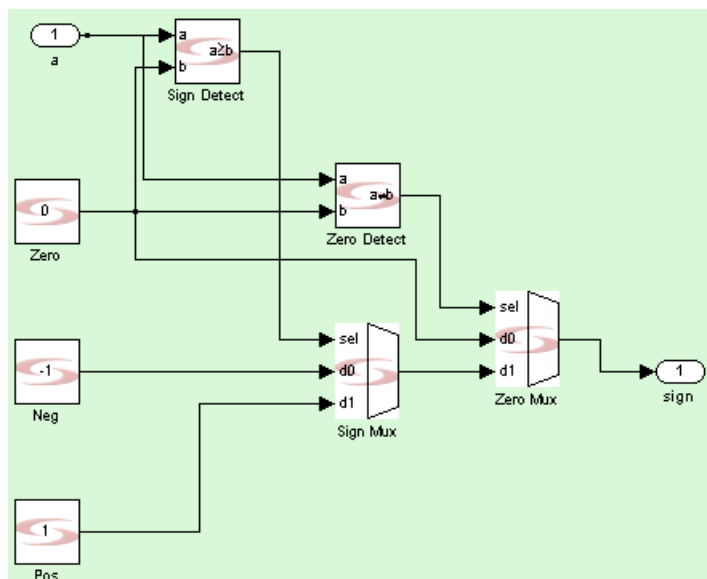 1
a
a
b
a≥b
Sign Detect
a
b
a≠b
Zero Detect
0
Zero
-1
Neg
1
Pos
sel
d0
d1
Sign Mux
sel
d0
d1
Zero Mux
1
sign